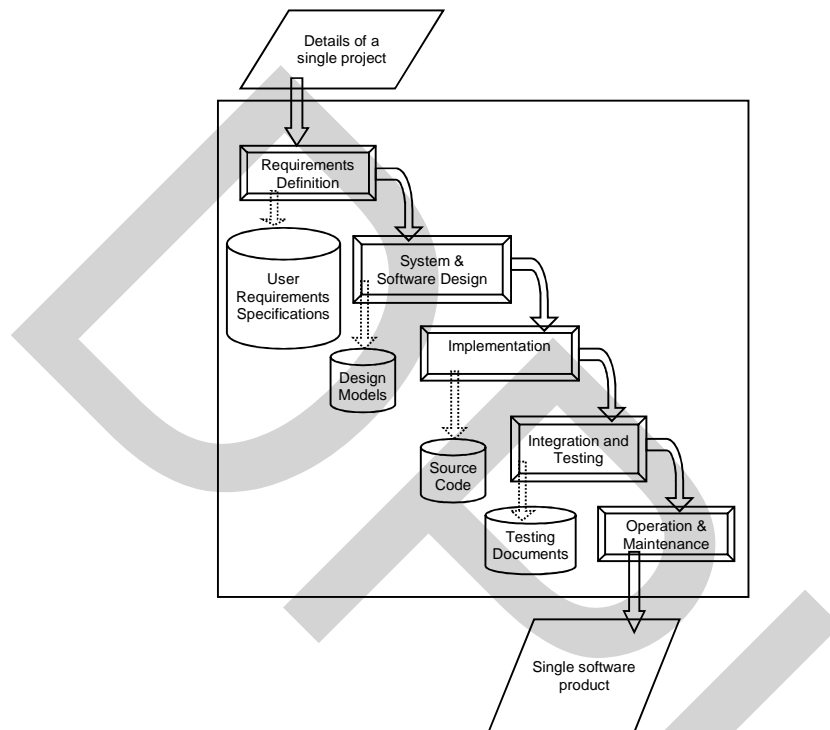 Details of a
single project
Requirements
Definition
User
Requirements
Specifications
System &
Software Design
Design
Models
Implementation
Source
Code
Integration and
Testing
Testing
Documents
Operation &
Maintenance
Single software
product